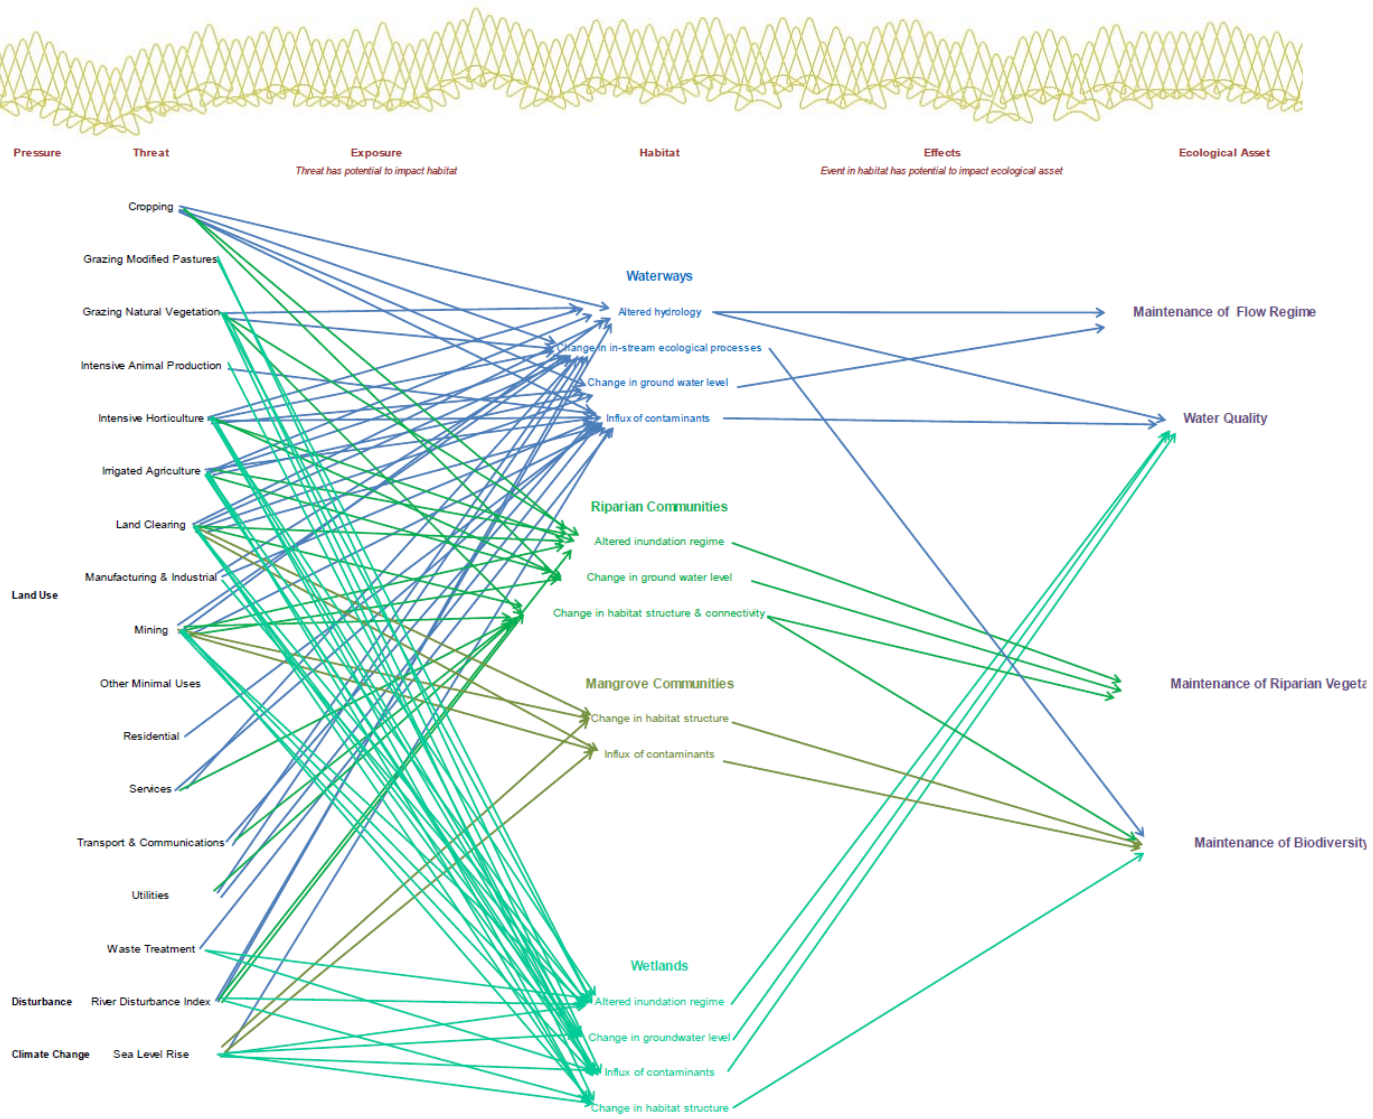 Pressure Threat Exposure Habitat Effects Ecological Asset
Threat has potential to impact habitat Event in habitat has potential to impact ecological asset
Cropping
Grazing Modified Pastures
Waterways
Grazing Natural Vegetation Altered hydrology Maintenance of Flow Regime
Change in in-stream ecological processes
Intensive Animal Production
Change in ground water level
Intensive Horticulture Influx of contaminants Water Quality
Irrigated Agriculture
Riparian Communities
Land Clearing
Altered inundation regime
Manufacturing & Industrial Change in ground water level
Land Use
Change in habitat structure & connectivity
Mining
Other Minimal Uses Mangrove Communities Maintenance of Riparian Vegeta
Change in habitat structure
Residential
Influx of contaminants
Services
Transport & Communications Maintenance of Biodiversity
Utilities
Waste Treatment
Wetlands
Disturbance River Disturbance Index Altered inundation regime
Change in groundwater level
Climate Change Sea Level Rise
Influx of contaminants
Change in habitat structure